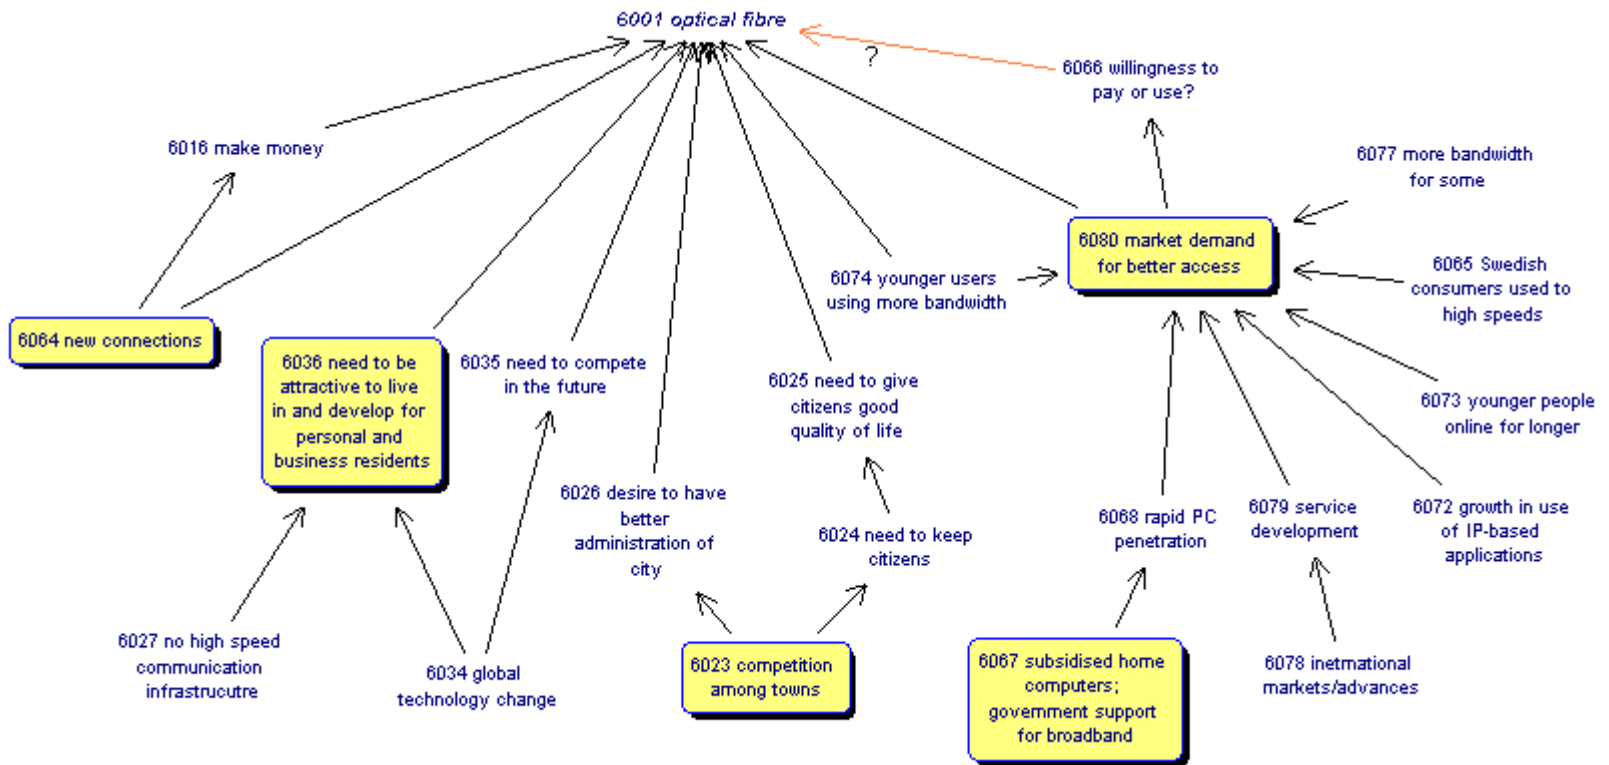 6001 optical fibre
?
6066 willingness to
pay or use?
6016 make money
6077 more bandwidth
for some
6080 market demand
for better access
6074 younger users
using more bandwidth
6065 Swedish
consumers used to
high speeds
6064 new connections
6036 need to be
attractive to live
in and develop for
personal and
business residents
6035 need to compete
in the future
6025 need to give
citizens good
quality of life
6073 younger people
online for longer
6026 desire to have
better
administration of
city
6024 need to keep
citizens
6068 rapid PC
penetration
6079 service
development
6072 growth in use
of IP-based
applications
6027 no high speed
communication
infrastrucutre
6034 global
technology change
6023 competition
among towns
6067 subsidised home
computers;
government support
for broadband
6078 inetmational
markets/advances